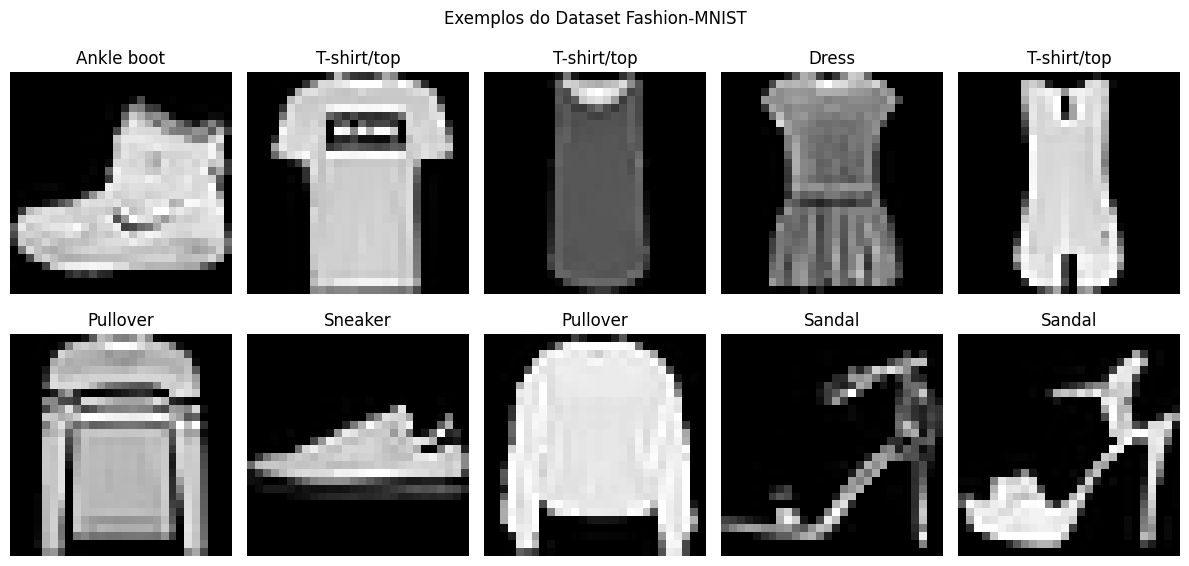 Exemplos do Dataset Fashion-MNIST
Ankle boot
T-shirt/top
T-shirt/top
Dress
T-shirt/top
Pullover
Sneaker
Pullover
Sandal
Sandal